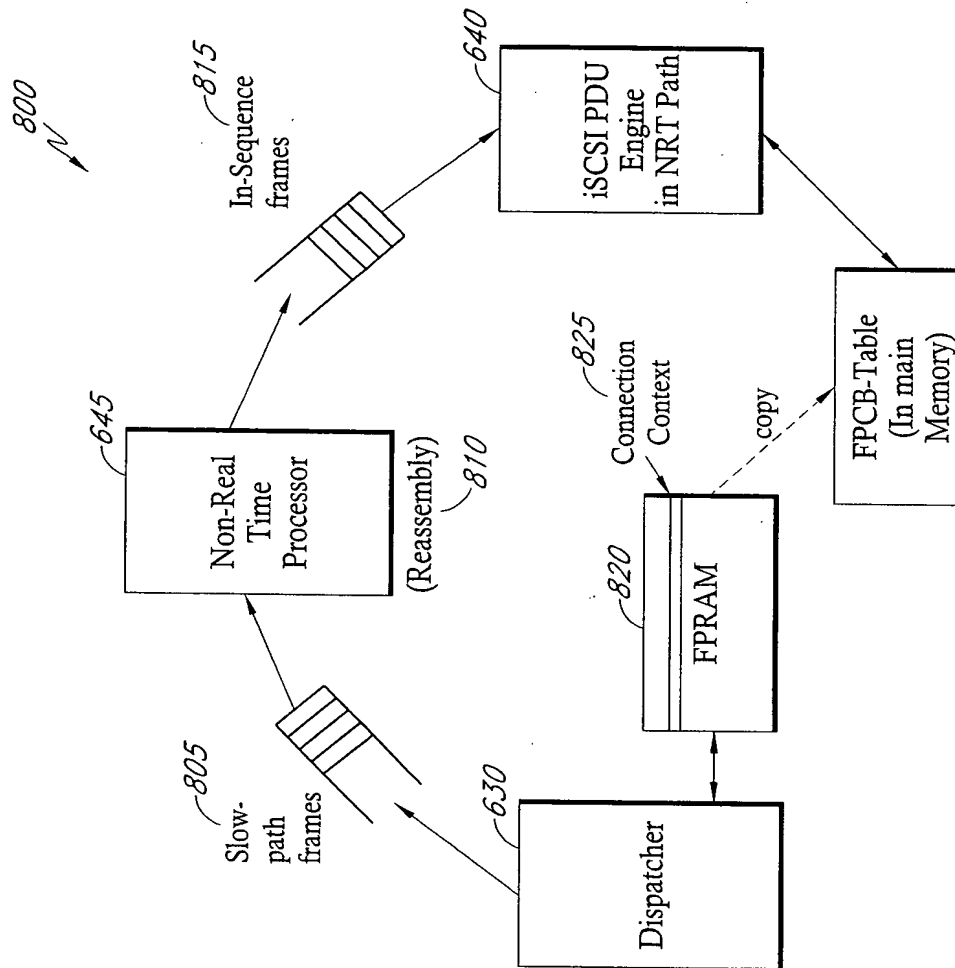 800
805
Slow-
path
frames
645
Non-Real
Time
Processor
(Reassembly)
810
815
In-Sequence
frames
630
Dispatcher
820
FPRAM
825
Connection
Context
copy
640
iSCSI PDU
Engine
in NRT Path
FPCB-Table
(In main
Memory)